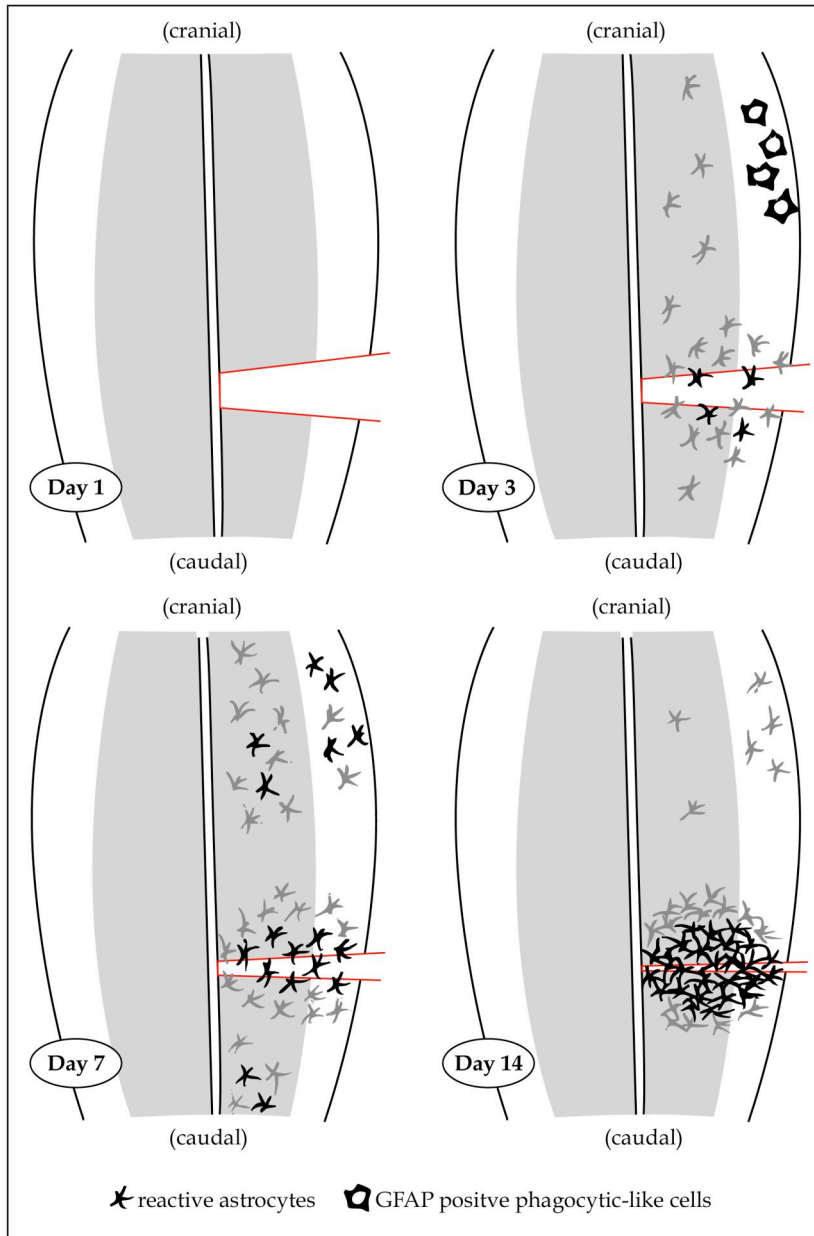 (cranial)
(cranial)
Day 1
Day 3
(caudal)
(caudal)
(cranial)
(cranial)
Day 7
Day 14
(caudal)
(caudal)
reactive astrocytes
GFAP positve phagocytic-like cells